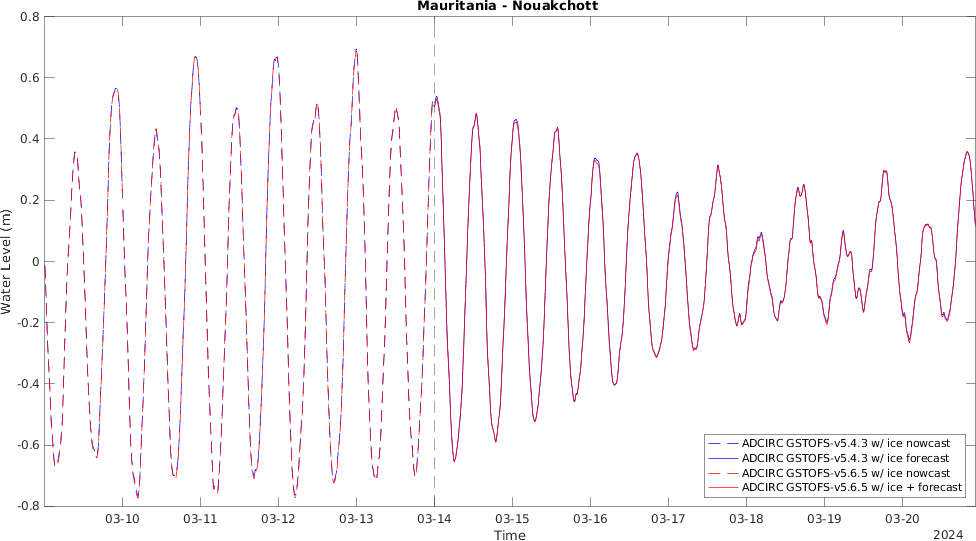 Mauritania - Nouakchott
0.8
0.6
0.4
0.2
0
-0.2
-0.4
-0.6
-0.8
Water Level (m)
ADCIRC GSTOFS-v5.4.3 w/ ice nowcast
ADCIRC GSTOFS-v5.4.3 w/ ice forecast
ADCIRC GSTOFS-v5.6.5 w/ ice nowcast
ADCIRC GSTOFS-v5.6.5 w/ ice + forecast
03-10 03-11 03-12 03-13 03-14 03-15 03-16 03-17 03-18 03-19 03-20
Time
2024